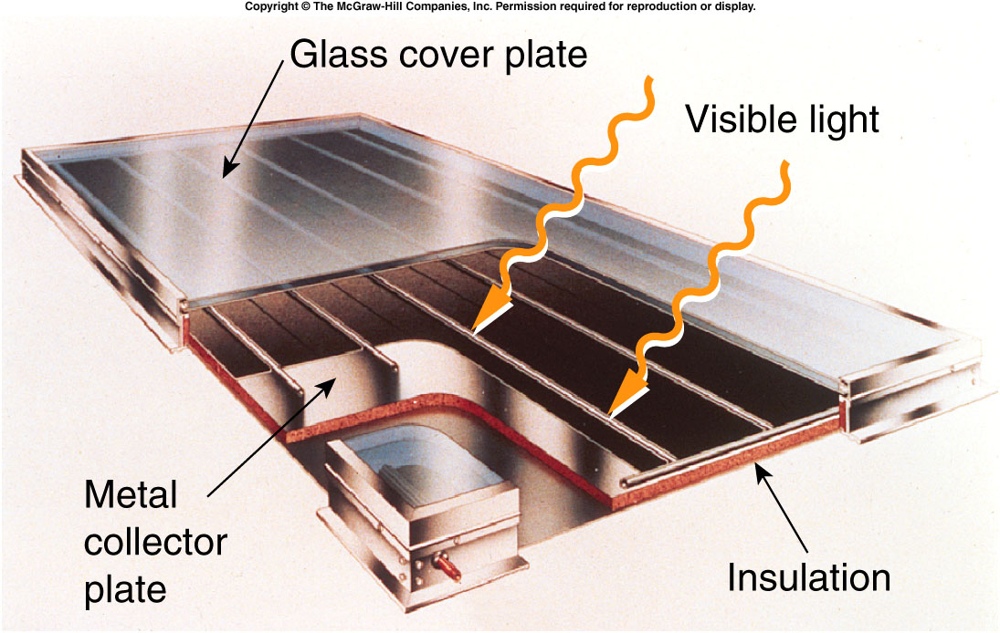 Copyright © The McGraw-Hill Companies, Inc. Permission required for reproduction or display.
Glass cover plate
Visible light
Metal
collector
plate
Insulation